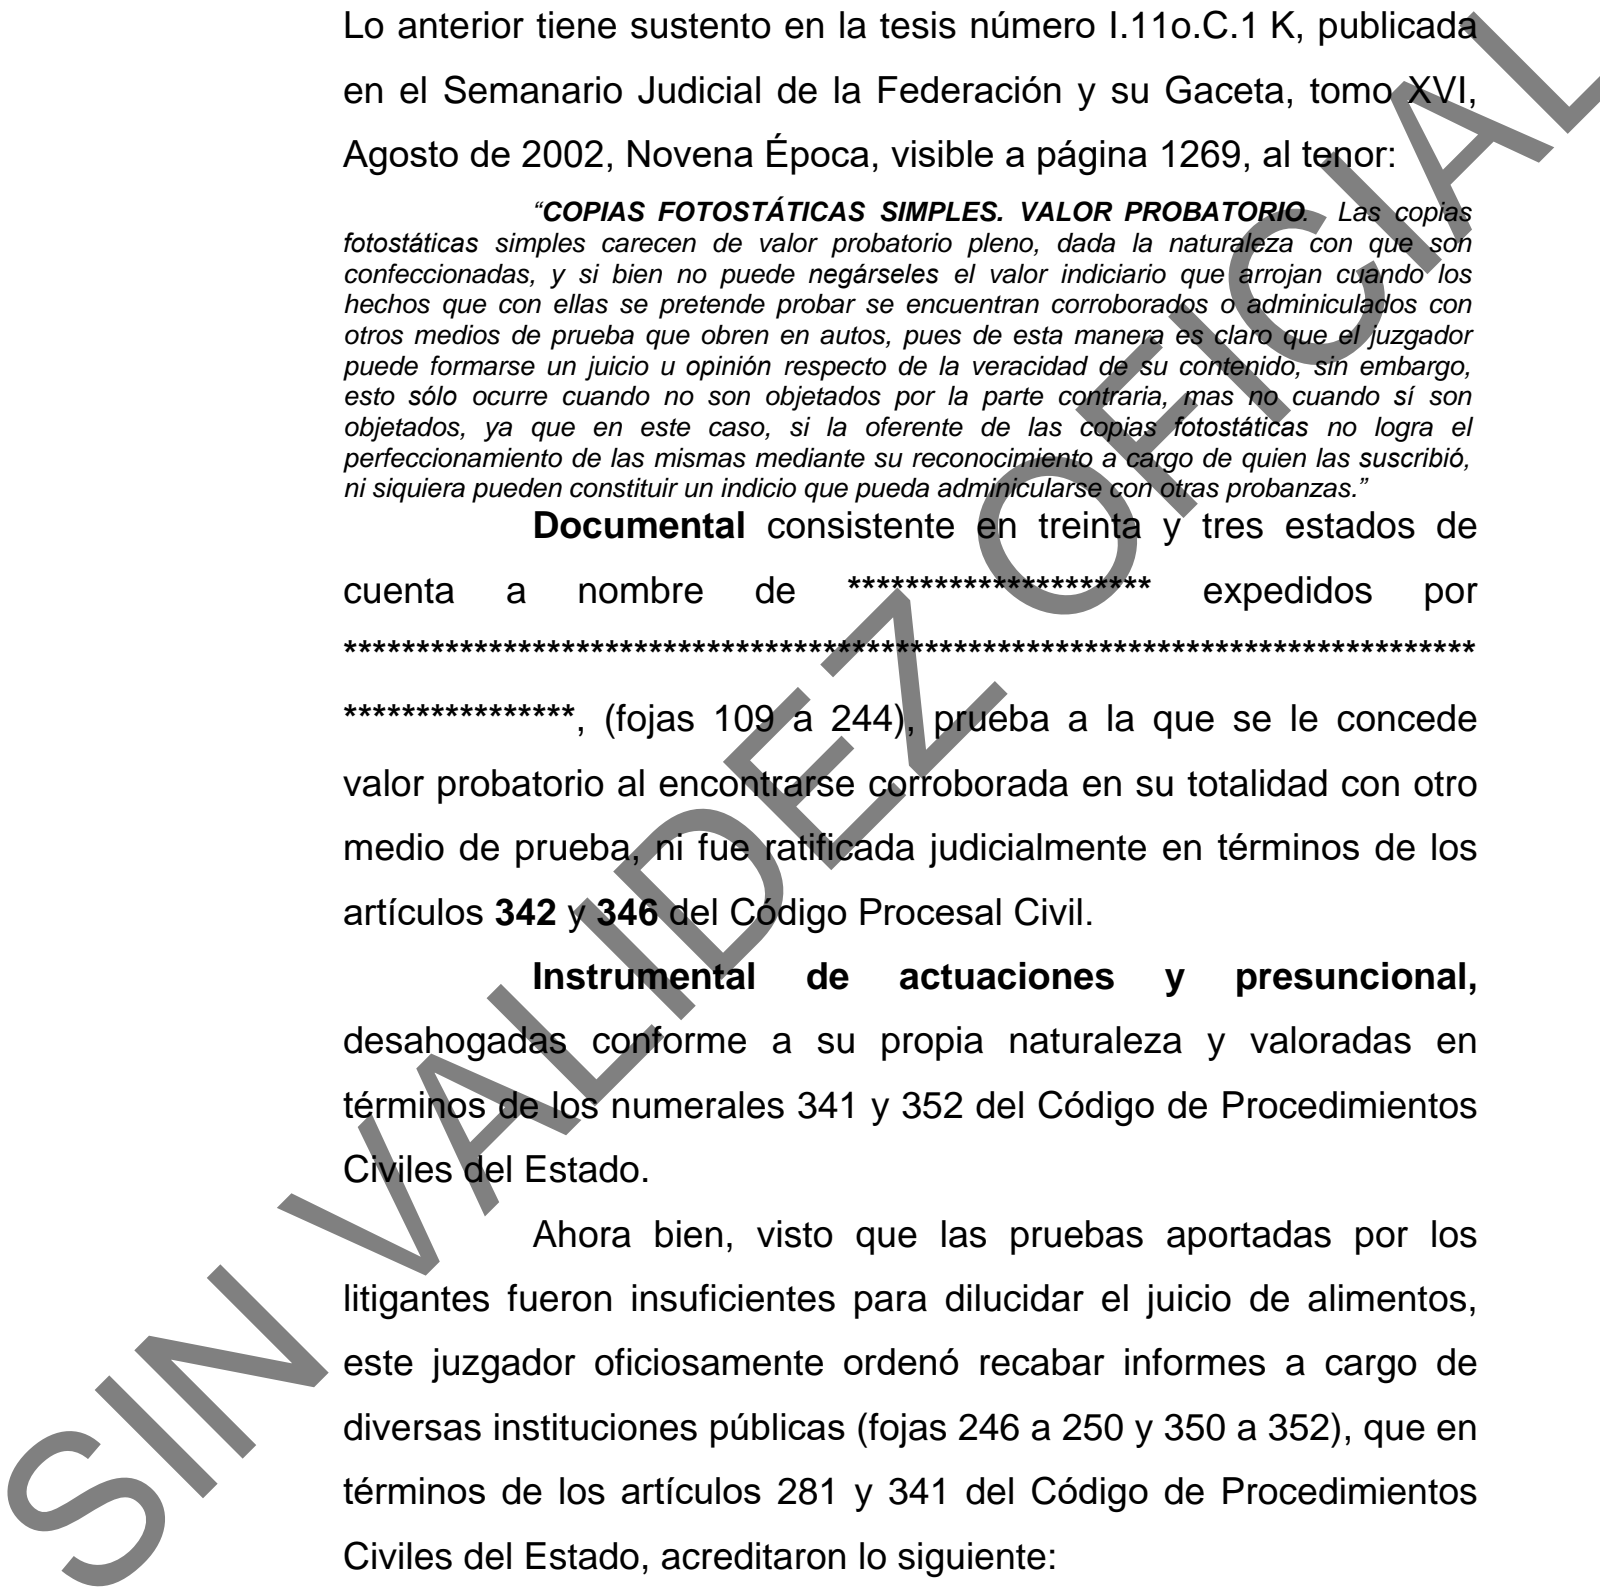 Lo anterior tiene sustento en la tesis número I.11o.C.1 K, publicada
en el Semanario Judicial de la Federación y su Gaceta, tomo XVI,
Agosto de 2002, Novena Época, visible a página 1269, al tenor:
“COPIAS FOTOSTÁTICAS SIMPLES. VALOR PROBATORIO. Las copias
fotostáticas simples carecen de valor probatorio pleno, dada la naturaleza con que son
confeccionadas, y si bien no puede negárseles el valor indiciario que arrojan cuando los
hechos que con ellas se pretende probar se encuentran corroborados o adminiculados con
otros medios de prueba que obren en autos, pues de esta manera es claro que el juzgador
puede formarse un juicio u opinión respecto de la veracidad de su contenido, sin embargo,
esto sólo ocurre cuando no son objetados por la parte contraria, mas no cuando sí son
objetados, ya que en este caso, si la oferente de las copias fotostáticas no logra el
perfeccionamiento de las mismas mediante su reconocimiento a cargo de quien las suscribió,
ni siquiera pueden constituir un indicio que pueda adminicularse con otras probanzas.”
Documental consistente en treinta y tres estados de
cuenta a nombre de ********************* expedidos por
******************************************************************************
****************, (fojas 109 a 244), prueba a la que se le concede
valor probatorio al encontrarse corroborada en su totalidad con otro
medio de prueba, ni fue ratificada judicialmente en términos de los
artículos 342 y 346 del Código Procesal Civil.
Instrumental de actuaciones y presuncional,
desahogadas conforme a su propia naturaleza y valoradas en
términos de los numerales 341 y 352 del Código de Procedimientos
Civiles del Estado.
Ahora bien, visto que las pruebas aportadas por los
litigantes fueron insuficientes para dilucidar el juicio de alimentos,
este juzgador oficiosamente ordenó recabar informes a cargo de
diversas instituciones públicas (fojas 246 a 250 y 350 a 352), que en
términos de los artículos 281 y 341 del Código de Procedimientos
Civiles del Estado, acreditaron lo siguiente:
SIN VALIDEZ OFICIAL